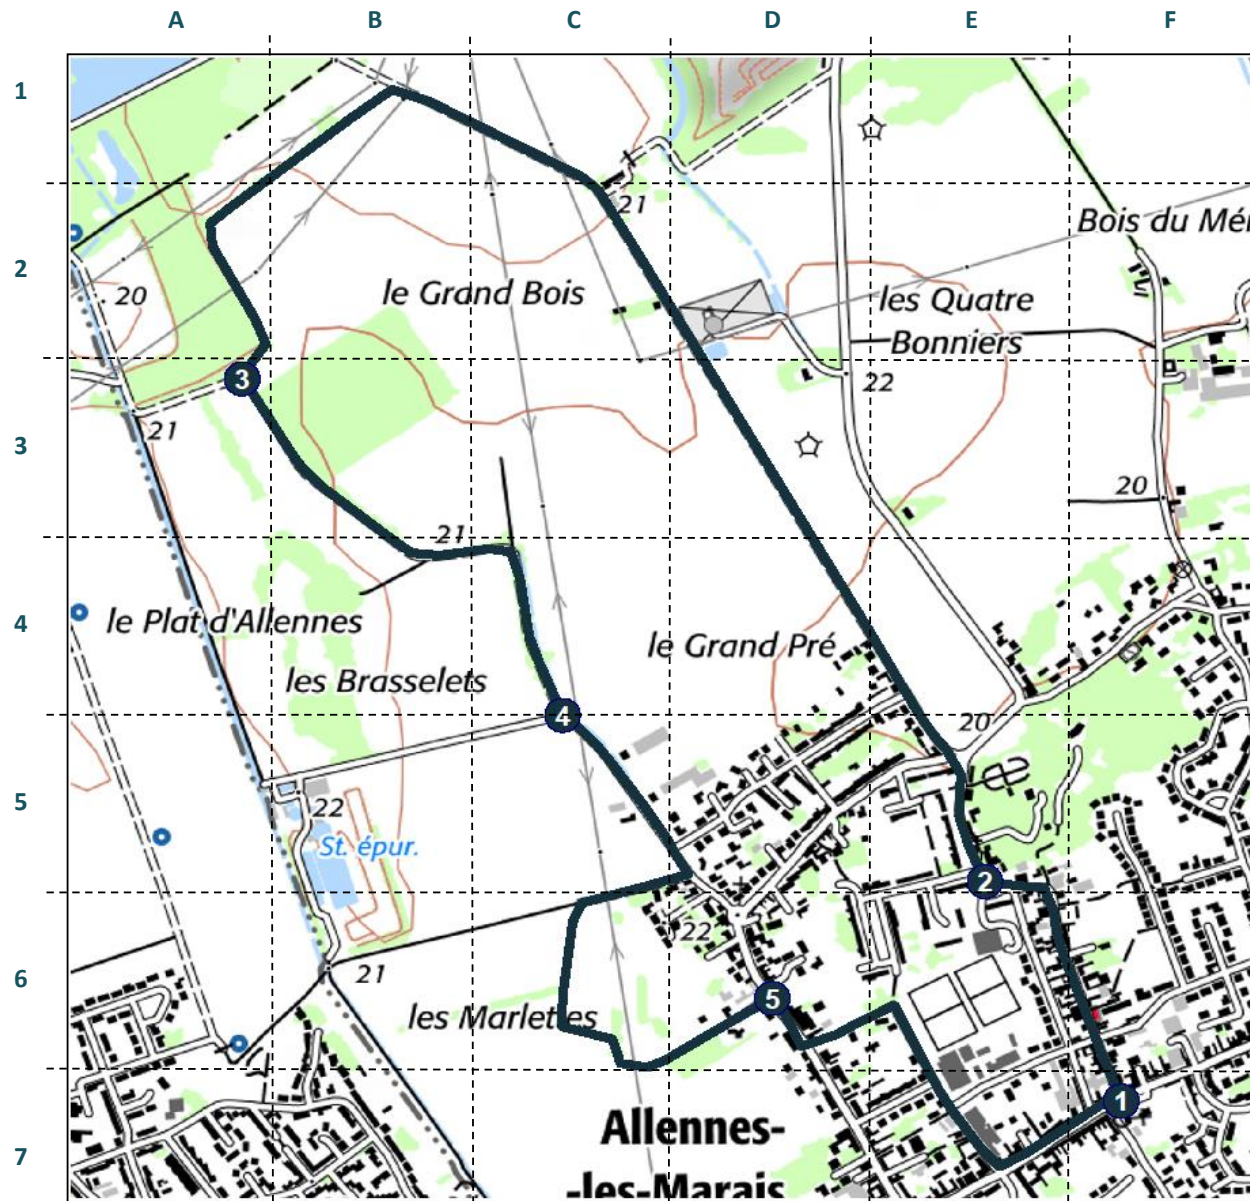 A B C D E F
1
21
Bois du Mé
2
20
le Grand Bois
les Quatre
Bonniers
3
22
21
3
20
21
4
le Plat d'Allennes
le Grand Pré
les Brasselets
4
20
5
22
St. épur.
2
22
6
21
5
les Marlettes
1
Allennes-
7
-les-Marais